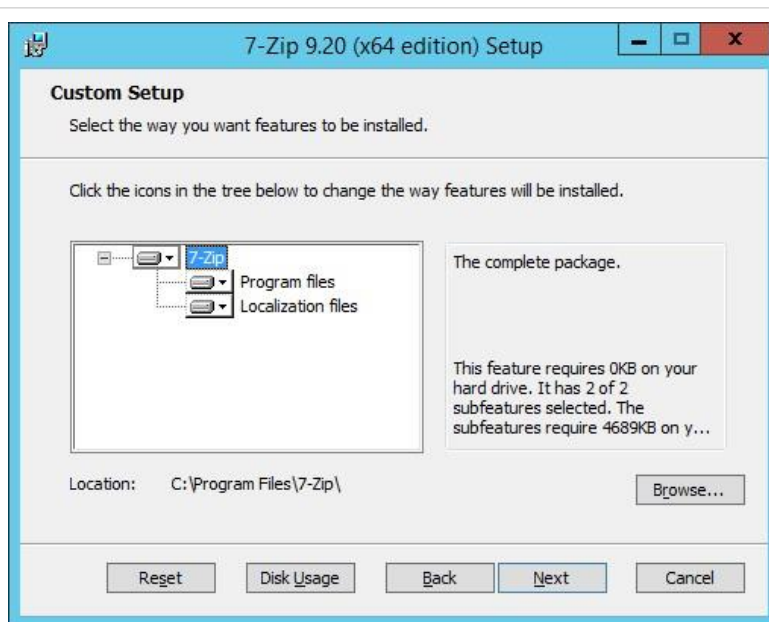 7-Zip 9.20 (x64 edition) Setup
Custom Setup
Select the way you want features to be installed.
Click the icons in the tree below to change the way features will be installed.
7-Zip
Program files
Localization files
The complete package.
This feature requires 0KB on your
hard drive. It has 2 of 2
subfeatures selected. The
subfeatures require 4689KB on y...
Location: C:\Program Files\7-Zip\
Browse...
Reset Disk Usage Back Next Cancel